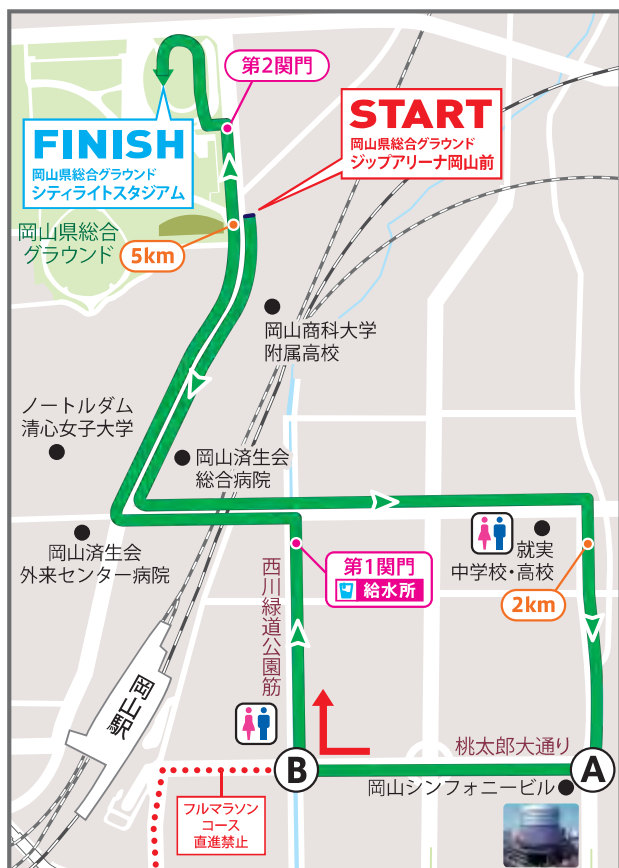 第2関門
START
岡山県総合グラウンド
ジップアリーナ岡山前
FINISH
岡山県総合グラウンド
シティライトスタジアム
岡山県総合
グラウンド
5km
岡山商科大学
附属高校
ノートルダム
清心女子大学
岡山済生会
総合病院
岡山済生会
外来センター病院
第1関門
給水所
就実
中学校・高校
2km
西川緑道公園筋
岡山駅
桃太郎大通り
B
A
岡山シンフォニービル
フルマラソン
コース
直進禁止